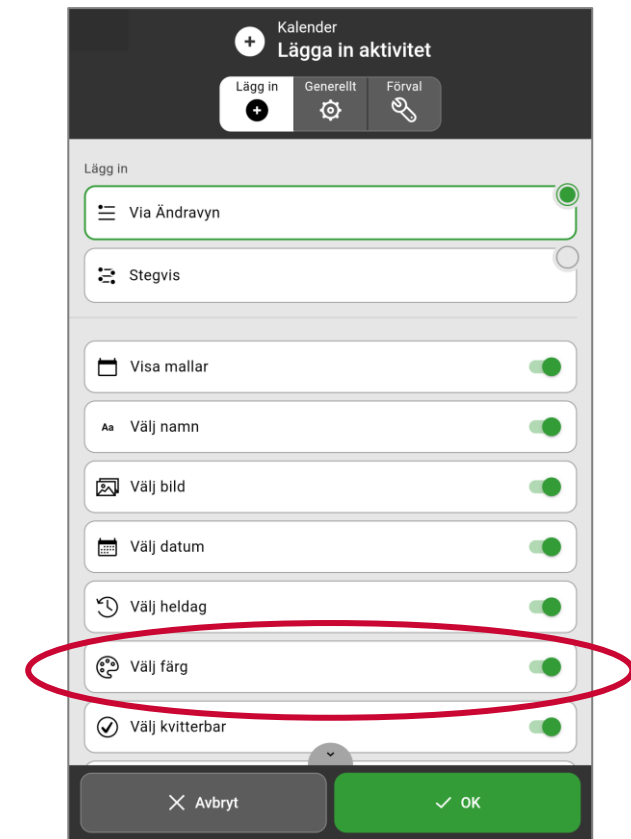 Kalender
Lägga in aktivitet
Lägg in
Generellt
Förval
Lägg in
Via Ändravyn
Stegvis
Visa mallar
Aa Välj namn
Välj bild
Välj datum
Välj heldag
Välj färg
Välj kvitterbar
Avbryt
OK